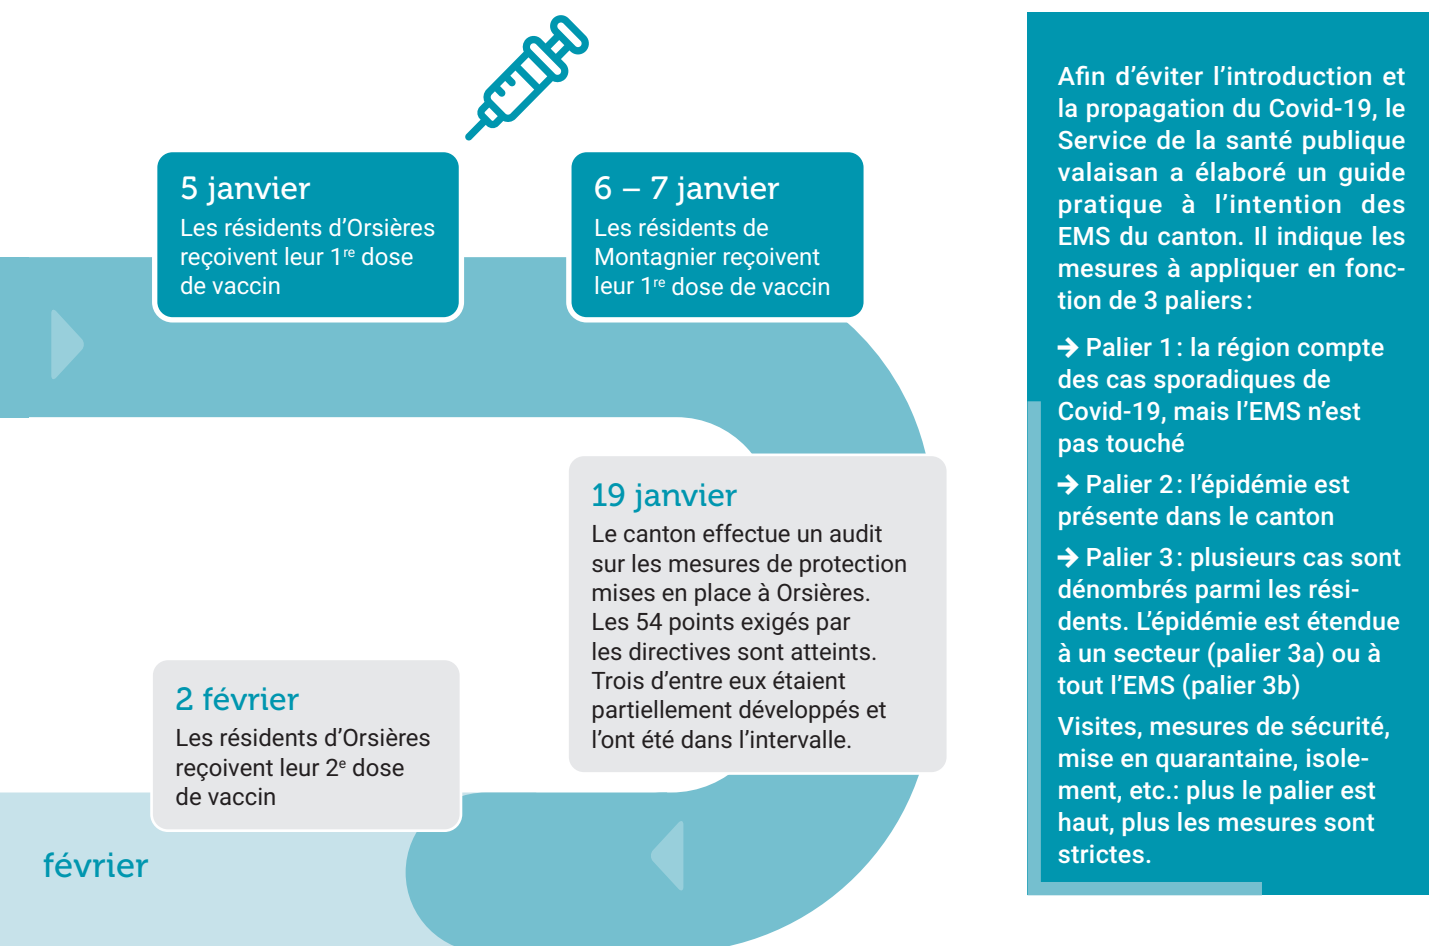 5 janvier
Les résidents d’Orsières
reçoivent leur 1re dose
de vaccin
6 – 7 janvier
Les résidents de
Montagnier reçoivent
leur 1re dose de vaccin
19 janvier
Le canton effectue un audit
sur les mesures de protection
mises en place à Orsières.
Les 54 points exigés par
les directives sont atteints.
Trois d’entre eux étaient
partiellement développés et
l’ont été dans l’intervalle.
2 février
Les résidents d’Orsières
reçoivent leur 2e dose
de vaccin
février
Afin d’éviter l’introduction et
la propagation du Covid-19, le
Service de la santé publique
valaisan a élaboré un guide
pratique à l’intention des
EMS du canton. Il indique les
mesures à appliquer en fonc-
tion de 3 paliers :
→ Palier 1 : la région compte
des cas sporadiques de
Covid-19, mais l’EMS n’est
pas touché
→ Palier 2 : l’épidémie est
présente dans le canton
→ Palier 3 : plusieurs cas sont
dénombrés parmi les rési-
dents. L’épidémie est étendue
à un secteur (palier 3a) ou à
tout l’EMS (palier 3b)
Visites, mesures de sécurité,
mise en quarantaine, isole-
ment, etc.: plus le palier est
haut, plus les mesures sont
strictes.